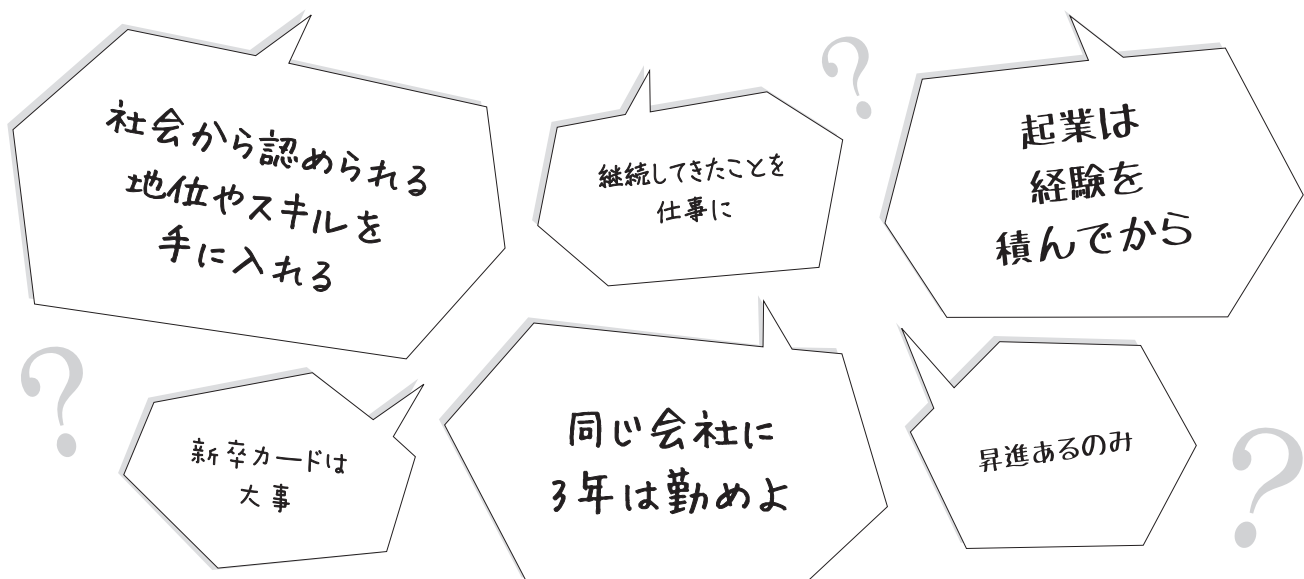 社会から認められる
地位やスキルを
手に入れる
継続してきたことを
仕事に
起業は
経験を
積んでから
新卒カードは
大事
同じ会社に
3年は勤めよ
昇進あるのみ
?
?
?